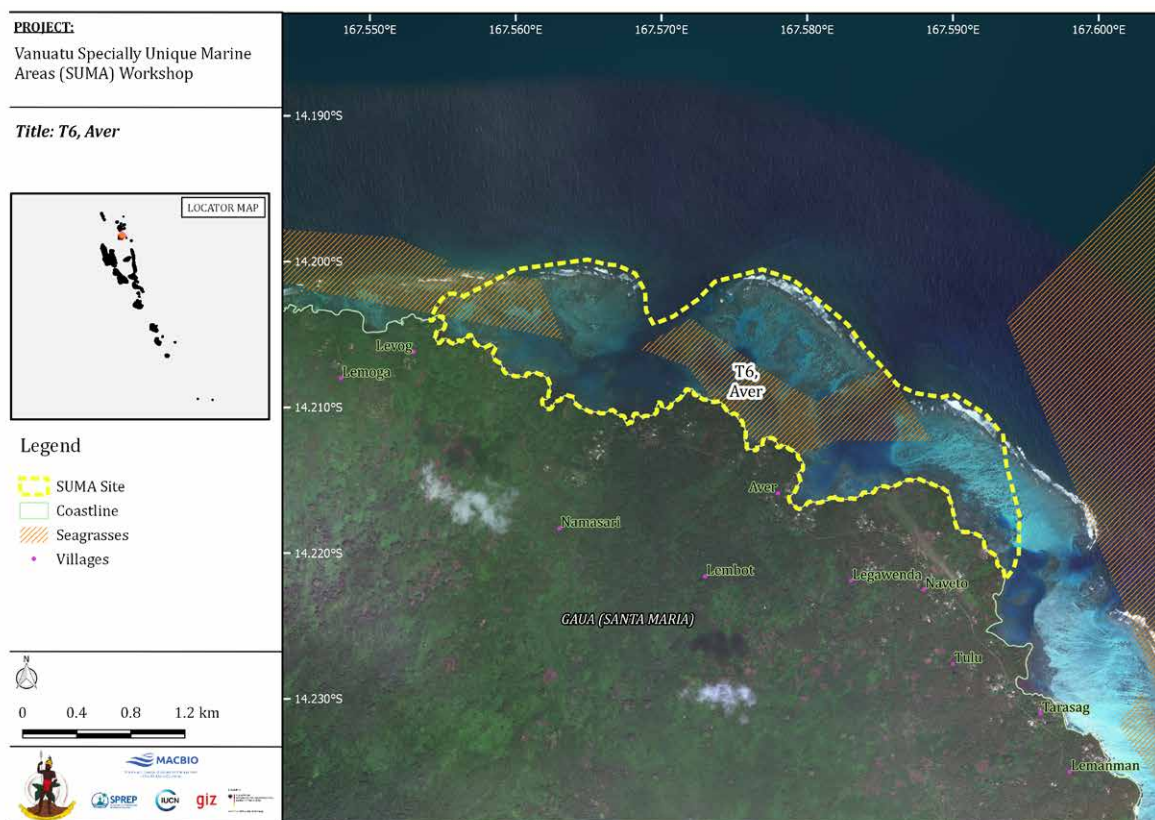 PROJECT:
Vanuatu Specially Unique Marine
Areas (SUMA) Workshop
Title: T6, Aver
LOCATOR MAP
Legend
SUMA Site
Coastline
Seagrasses
Villages
N
0 0.4 0.8 1.2 km
MACBIO
SPREP
IUCN
giz
167.550°E 167.560°E 167.570°E 167.580°E 167.590°E 167.600°E
14.190°S
14.200°S
14.210°S
14.220°S
14.230°S
Levog
Lemoga
T6,
Aver
Aver
Namasari
Lembot
Legawenda
Naveto
GAUA (SANTA MARIA)
Tulu
Tarasag
Lemanman